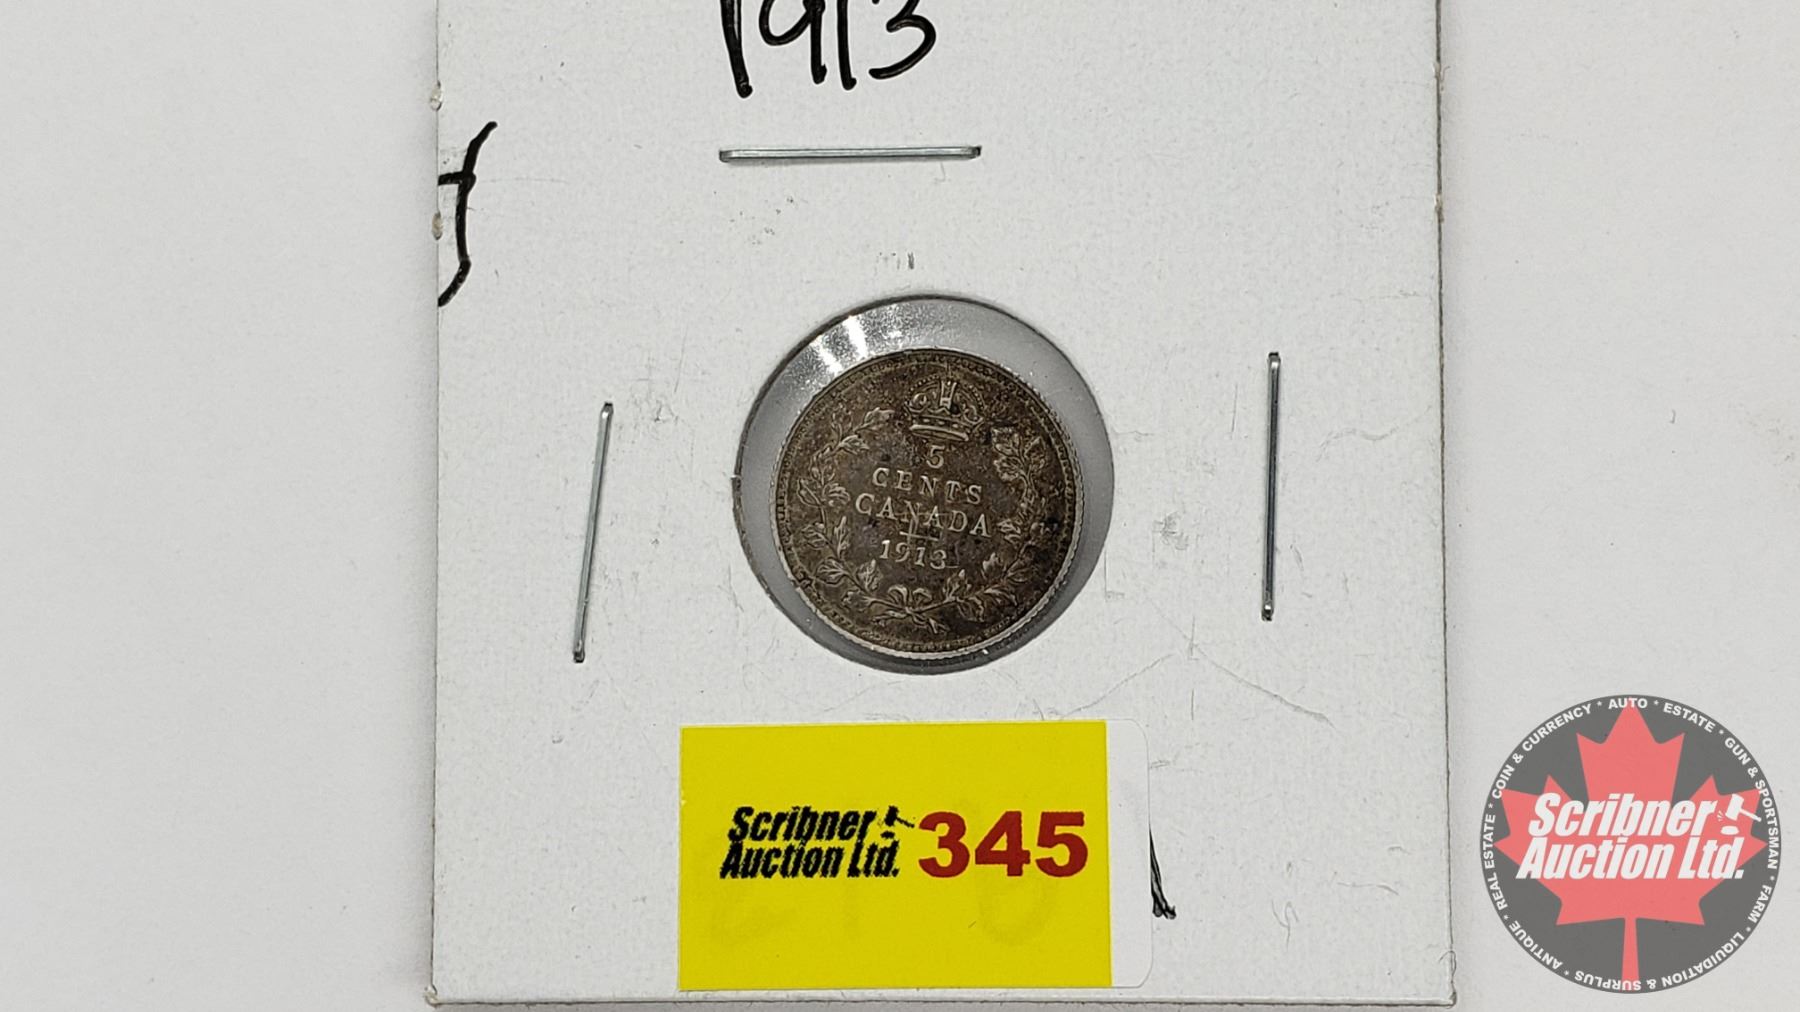 1913
5
CENTS
CANADA
1913
Scribner
Auction Ltd. 345
COIN & CURRENCY * AUTO * ESTATE * GUN & SPORTSMAN * FARM * LIQUIDATION & SURPLUS * ANTIQUE * REAL ESTATE *
Scribner
Auction Ltd.